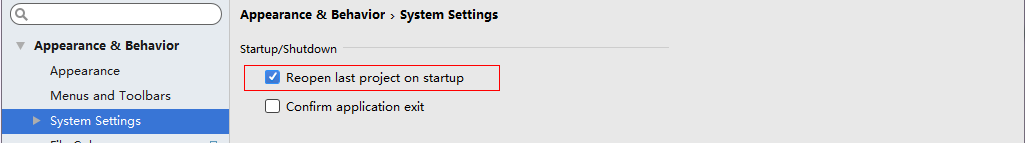 Appearance & Behavior › System Settings
Appearance & Behavior
Startup/Shutdown
Appearance
Reopen last project on startup
Menus and Toolbars
Confirm application exit
System Settings